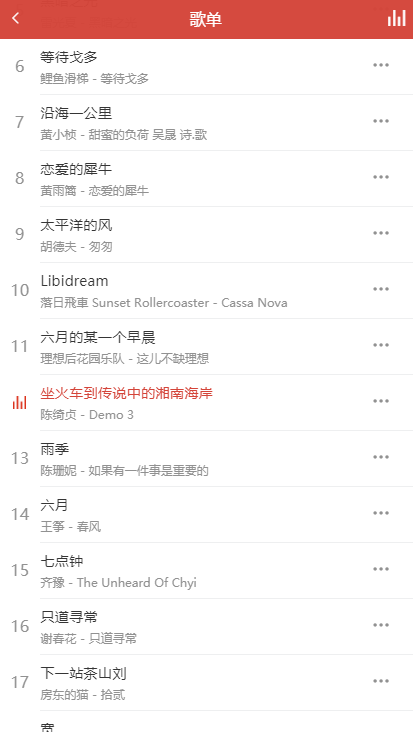 歌单
6
等待戈多
鲤鱼滑梯 - 等待戈多
7
沿海一公里
黄小桢 - 甜蜜的负荷 吴晟 诗.歌
8
恋爱的犀牛
黄雨篱 - 恋爱的犀牛
9
太平洋的风
胡德夫 - 匆匆
10
Libidream
落日飛車 Sunset Rollercoaster - Cassa Nova
11
六月的某一个早晨
理想后花园乐队 - 这儿不缺理想
坐火车到传说中的湘南海岸
陈绮贞 - Demo 3
13
雨季
陈珊妮 - 如果有一件事是重要的
14
六月
王筝 - 春风
15
七点钟
齐豫 - The Unheard Of Chyi
16
只道寻常
谢春花 - 只道寻常
17
下一站茶山刘
房东的猫 - 拾贰